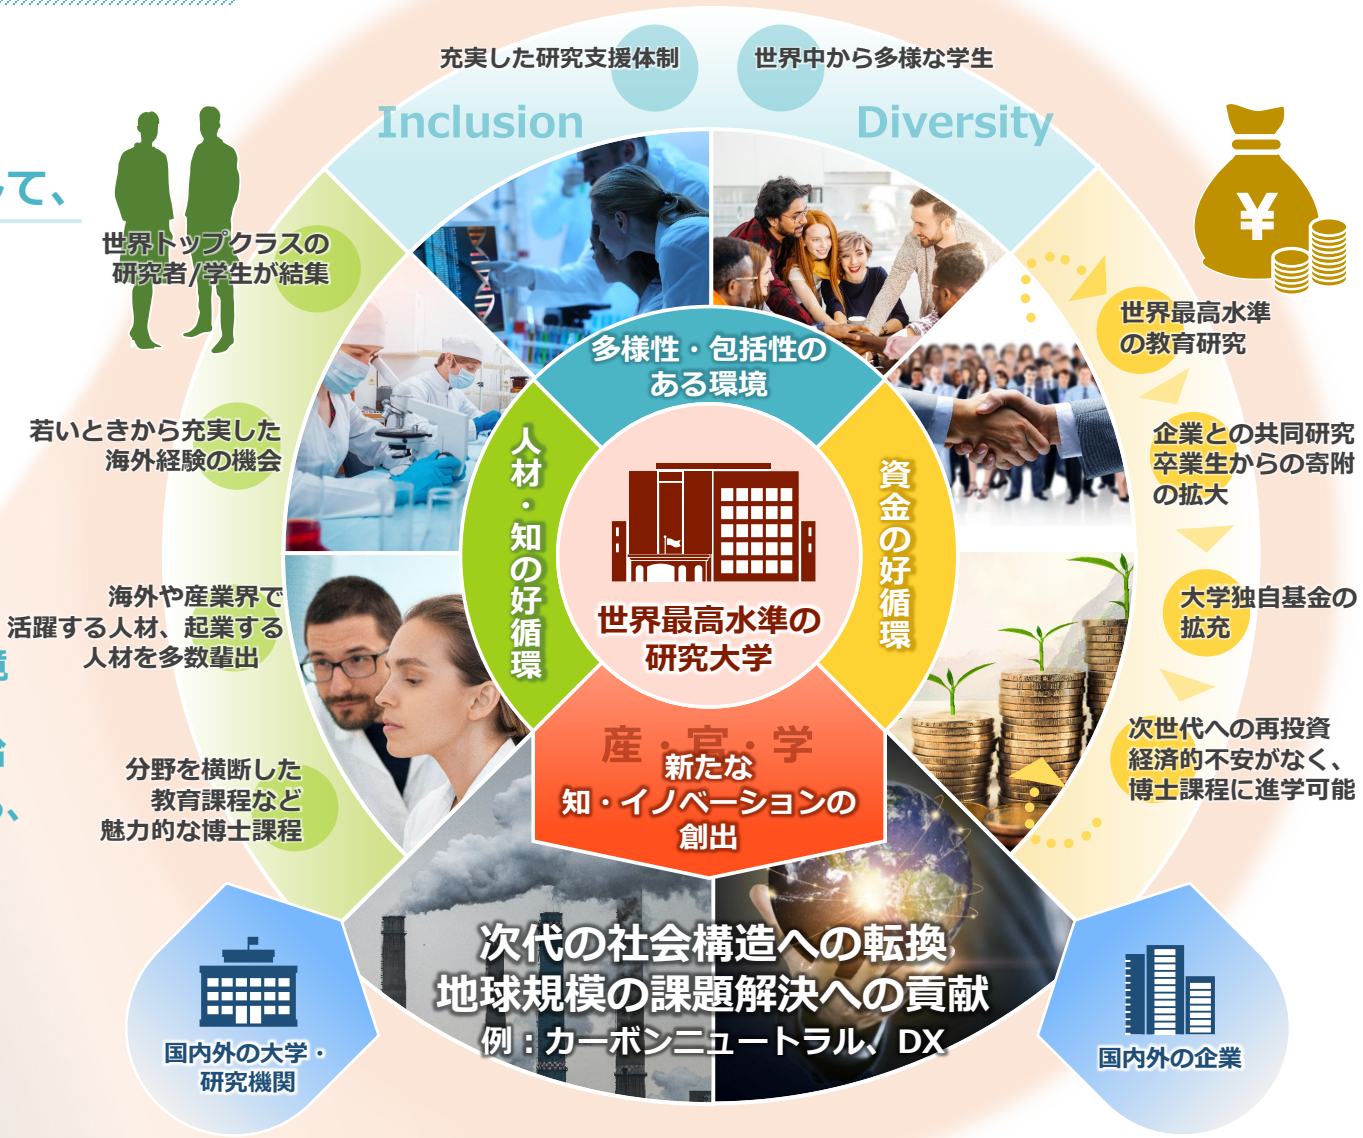 充実した研究支援体制
世界中から多様な学生
Inclusion
Diversity
て、
世界トップクラスの
研究者/学生が結集
若いときから充実した
海外経験の機会
海外や産業界で
活躍する人材、起業する
人材を多数輩出
分野を横断した
教育課程など
魅力的な博士課程
多様性・包括性の
ある環境
人材・知の好循環
資金の好循環
世界最高水準の
研究大学
産・官・学
新たな
知・イノベーションの
創出
¥
世界最高水準
の教育研究
企業との共同研究
卒業生からの寄附
の拡大
大学独自基金の
拡充
次世代への再投資
経済的不安がなく、
博士課程に進学可能
次代の社会構造への転換
地球規模の課題解決への貢献
例：カーボンニュートラル、DX
国内外の大学・
研究機関
国内外の企業